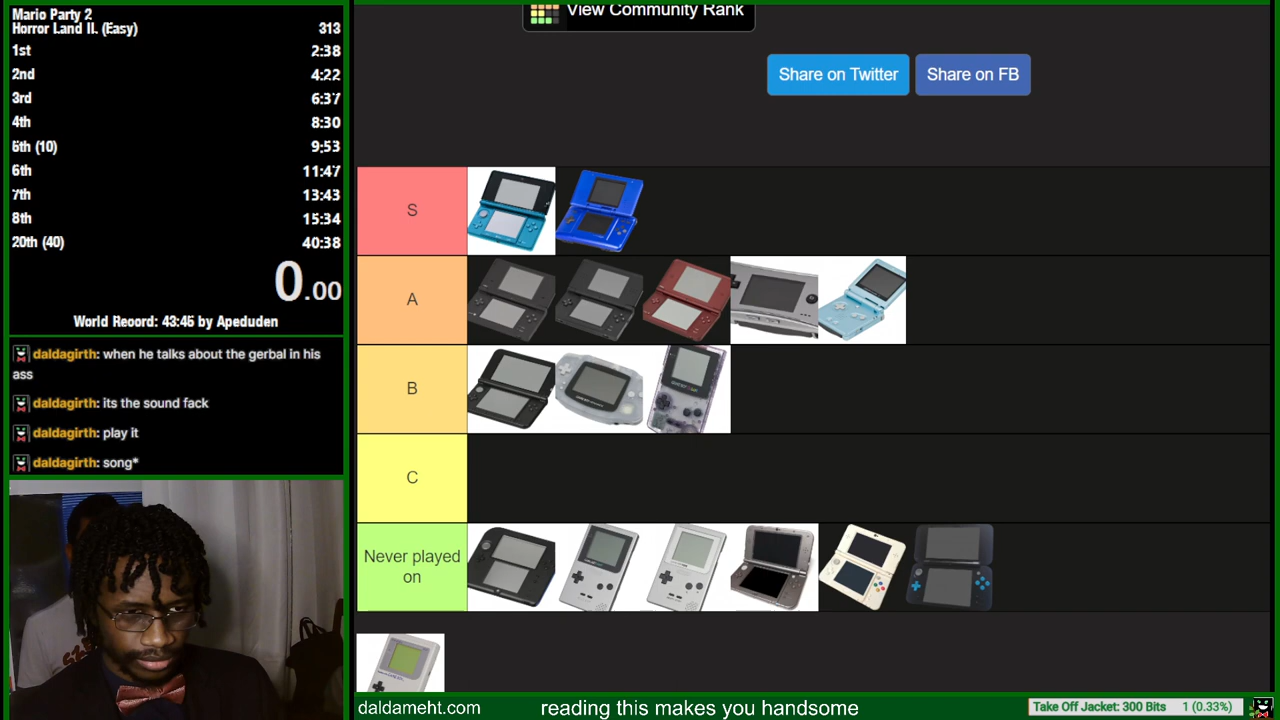 Mario Party 2
Horror Land II. (Easy) 313
1st 2:38
2nd 4:22
3rd 6:37
4th 8:30
5th (10) 9:53
6th 11:47
7th 13:43
8th 15:34
20th (40) 40:38
0.00
World Record: 43:45 by Apeduden
daldagirth: when he talks about the gerbal in his
ass
daldagirth: its the sound fack
daldagirth: play it
daldagirth: song*
View Community Rank
Share on Twitter Share on FB
S
A
B
C
Never played
on
daldameht.com
reading this makes you handsome
Take Off Jacket: 300 Bits 1 (0.33%)